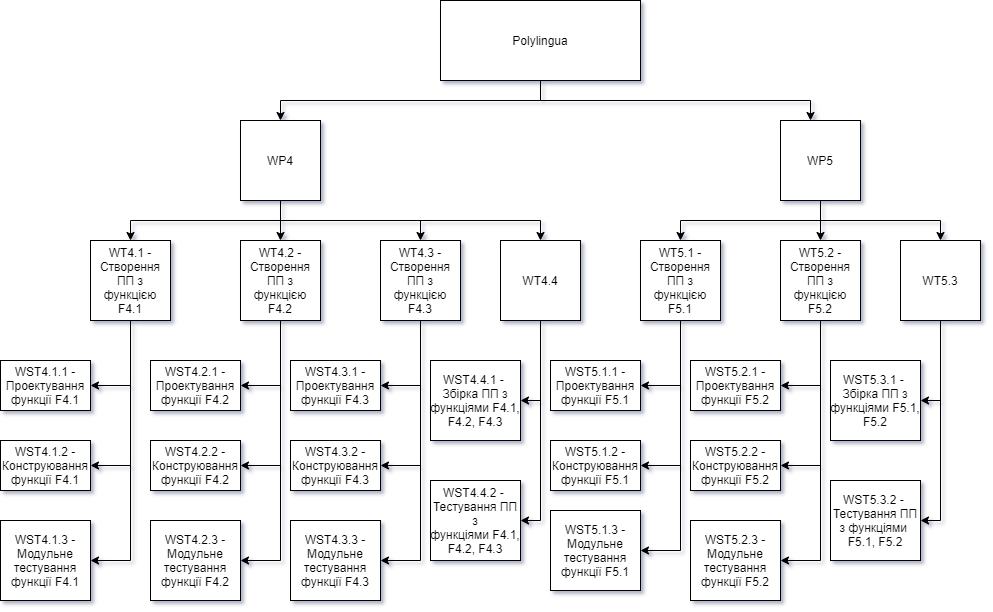 Polylingua
WP4
WP5
WT4.1 -
Створення
ПП з
функцією
F4.1
WT4.2 -
Створення
ПП з
функцією
F4.2
WT4.3 -
Створення
ПП з
функцією
F4.3
WT4.4
WT5.1 -
Створення
ПП з
функцією
F5.1
WT5.2 -
Створення
ПП з
функцією
F5.2
WT5.3
WST4.1.1 -
Проектування
функції F4.1
WST4.2.1 -
Проектування
функції F4.2
WST4.3.1 -
Проектування
функції F4.3
WST4.4.1 -
Збірка ПП з
функціями F4.1,
F4.2, F4.3
WST5.1.1 -
Проектування
функції F5.1
WST5.2.1 -
Проектування
функції F5.2
WST5.3.1 -
Збірка ПП з
функціями F5.1,
F5.2
WST4.1.2 -
Конструювання
функції F4.1
WST4.2.2 -
Конструювання
функції F4.2
WST4.3.2 -
Конструювання
функції F4.3
WST4.4.2 -
Тестування ПП
з
функціями F4.1,
F4.2, F4.3
WST5.1.2 -
Конструювання
функції F5.1
WST5.2.2 -
Конструювання
функції F5.2
WST5.3.2 -
Тестування ПП
з функціями
F5.1, F5.2
WST4.1.3 -
Модульне
тестування
функції F4.1
WST4.2.3 -
Модульне
тестування
функції F4.2
WST4.3.3 -
Модульне
тестування
функції F4.3
WST5.1.3 -
Модульне
тестування
функції F5.1
WST5.2.3 -
Модульне
тестування
функції F5.2